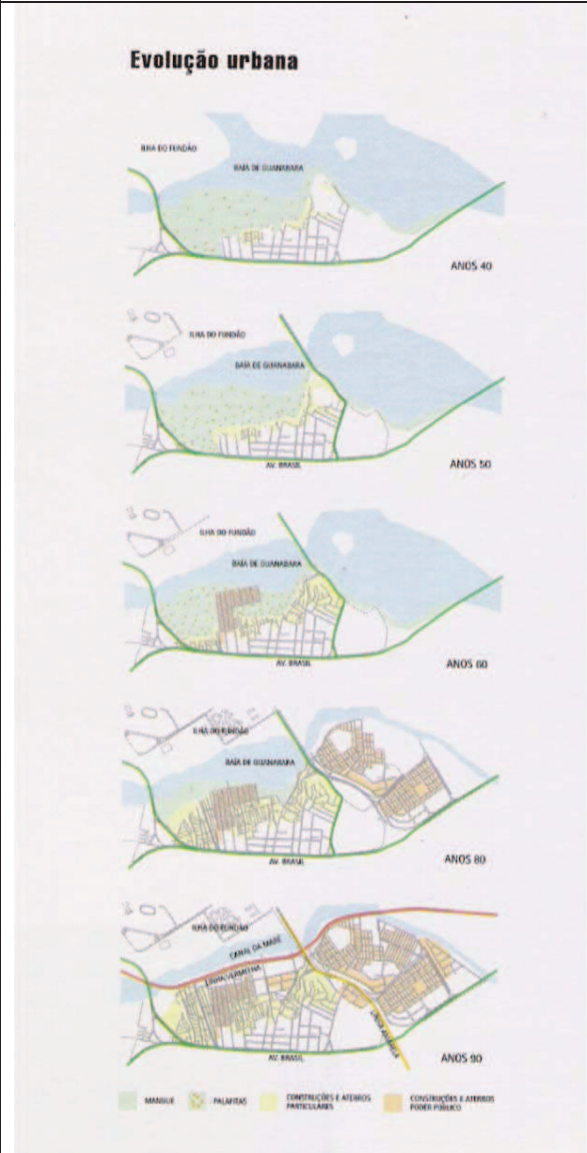 Evolução urbana
ILHA DO FUNDÃO
BAÍA DE GUANABARA
ANOS 40
ILHA DO FUNDÃO
BAÍA DE GUANABARA
AV. BRASIL
ANOS 50
ILHA DO FUNDÃO
BAÍA DE GUANABARA
AV. BRASIL
ANOS 60
ILHA DO FUNDÃO
BAÍA DE GUANABARA
AV. BRASIL
ANOS 80
ILHA DO FUNDÃO
CANAL DA MARÉ
LINHA VERMELHA
LINHA AMARELA
AV. BRASIL
ANOS 90
MANGUE
PALAFITAS
CONSTRUÇÕES E ATERROS
PARTICULARES
CONSTRUÇÕES E ATERROS
PODER PÚBLICO